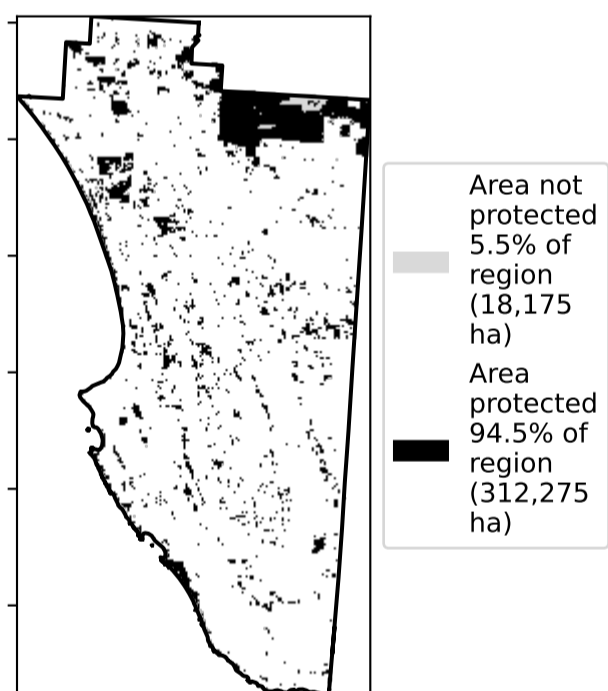 Area not
protected
5.5% of
region
(18,175
ha)
Area
protected
94.5% of
region
(312,275
ha)